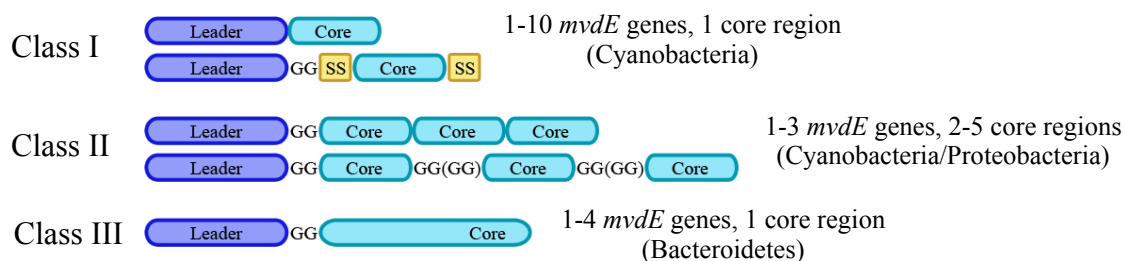 Class I
Leader Core
Leader GG SS Core SS
1-10 mvdE genes, 1 core region
(Cyanobacteria)
Class II
Leader GG Core Core Core
Leader GG Core GG(GG) Core GG(GG) Core
1-3 mvdE genes, 2-5 core regions
(Cyanobacteria/Proteobacteria)
Class III
Leader GG Core
1-4 mvdE genes, 1 core region
(Bacteroidetes)